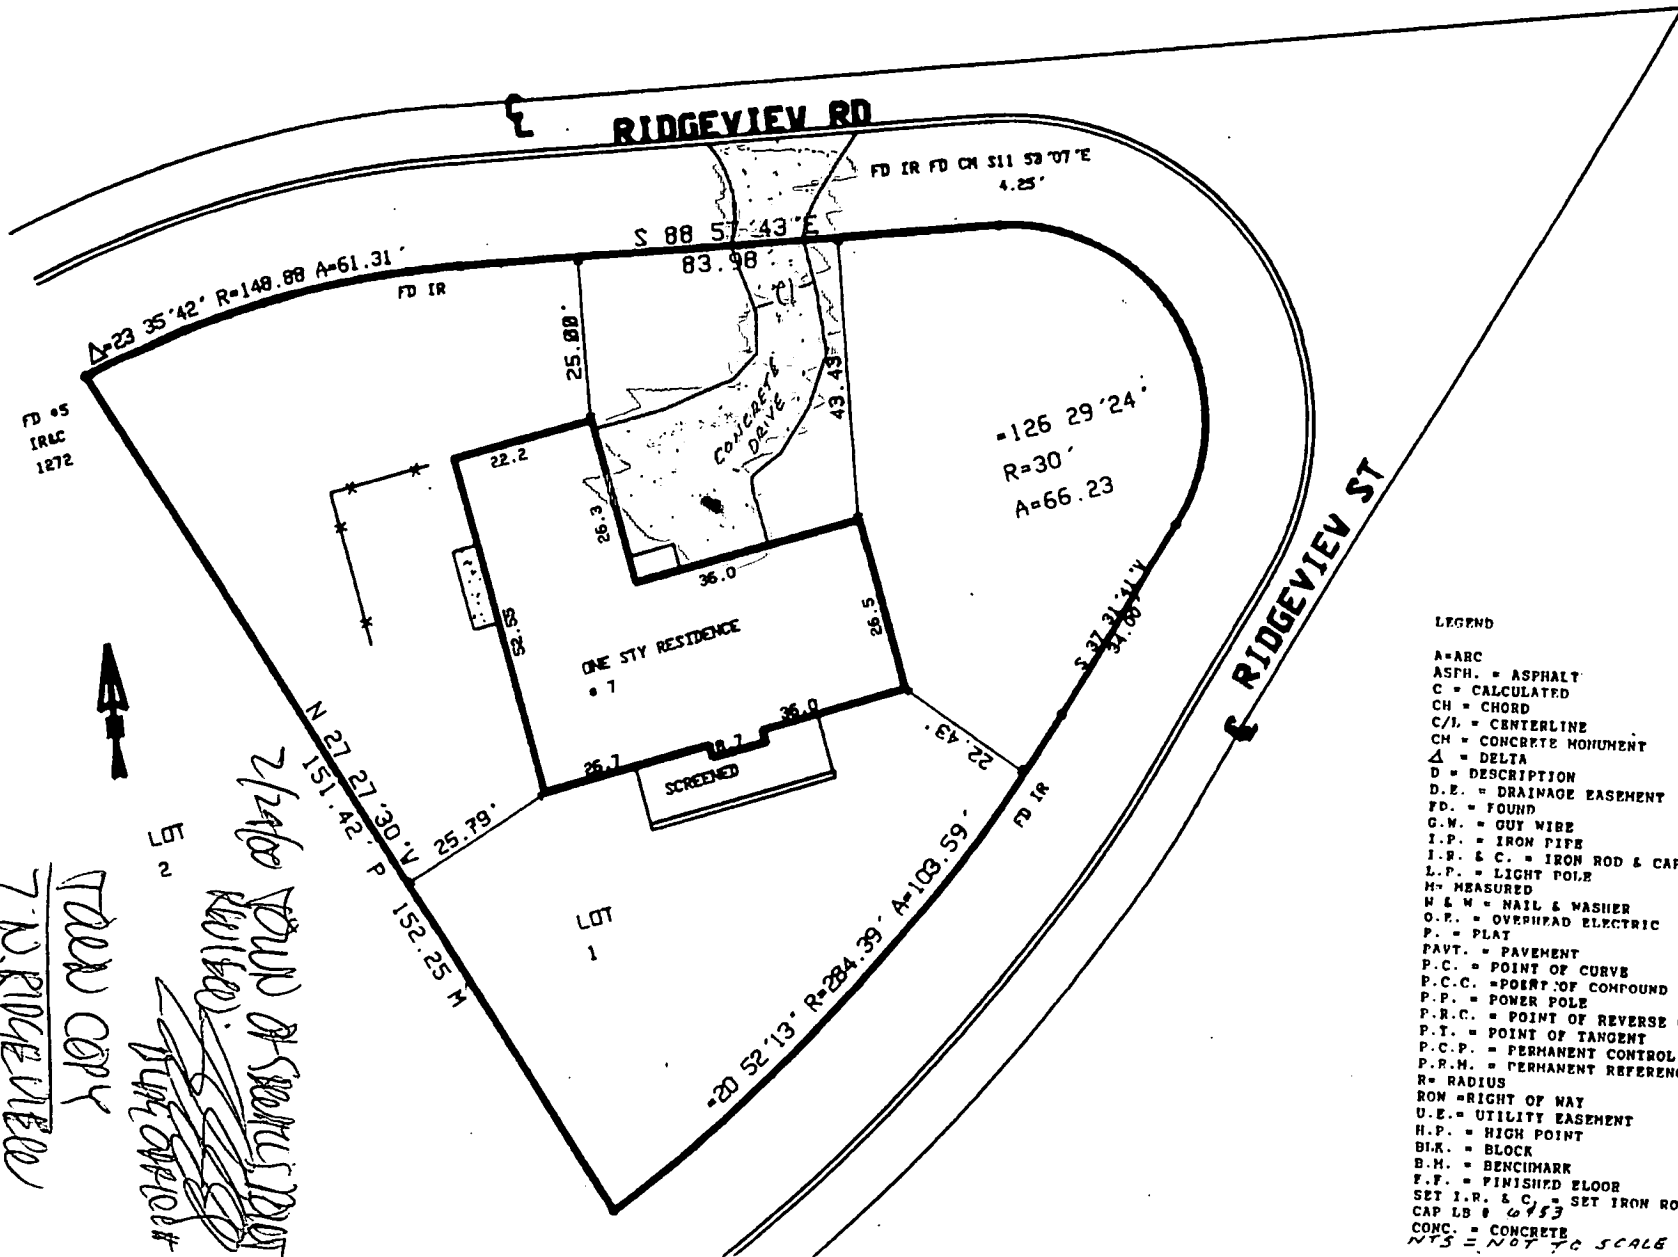 RIDGEVIEW RD
FD IR FD CM S11 53 '07 "E
4.25'
S 88 57 '43 "E
83.98
Δ=23 35 '42" R=148.88 A=61.31 '
FD IR
FD #5
IR&C
1272
25.00'
43.43
CONCRETE
DRIVE
=126 29 '24 "
R=30 '
A=66.23
22.2
26.3
36.0
52.55
26.5
ONE STY RESIDENCE
# 7
36.0
8.7
26.7
SCREENED
S 37 31 '41 "W
34.00'
22.43'
FD IR
RIDGEVIEW ST
N 27 27 '30 "W
151.42' P
152.25 M
25.79'
LOT
2
LOT
1
=20 52 '13" R=284.39' A=103.59'
TOWN COPY
7 N. RIDGEVIEW
LEGEND
A=ARC
ASPH. = ASPHALT
C = CALCULATED
CH = CHORD
C/L = CENTERLINE
CM = CONCRETE MONUMENT
Δ = DELTA
D = DESCRIPTION
D.E. = DRAINAGE EASEMENT
FD. = FOUND
G.W. = GUY WIRE
I.P. = IRON PIPE
I.R. & C. = IRON ROD & CAP
L.P. = LIGHT POLE
M= MEASURED
N & W = NAIL & WASHER
O.E. = OVERHEAD ELECTRIC
P. = PLAT
PAVT. = PAVEMENT
P.C. = POINT OF CURVE
P.C.C. =POINT OF COMPOUND
P.P. = POWER POLE
P.R.C. = POINT OF REVERSE
P.T. = POINT OF TANGENT
P.C.P. = PERMANENT CONTROL
P.R.M. = PERMANENT REFERENC
R= RADIUS
ROW =RIGHT OF WAY
U.E.= UTILITY EASEMENT
H.P. = HIGH POINT
BLK. = BLOCK
B.M. = BENCHMARK
F.F. = FINISHED FLOOR
SET I.R. & C. = SET IRON RO
CAP LB # 6453
CONC. = CONCRETE
NTS = NOT TO SCALE